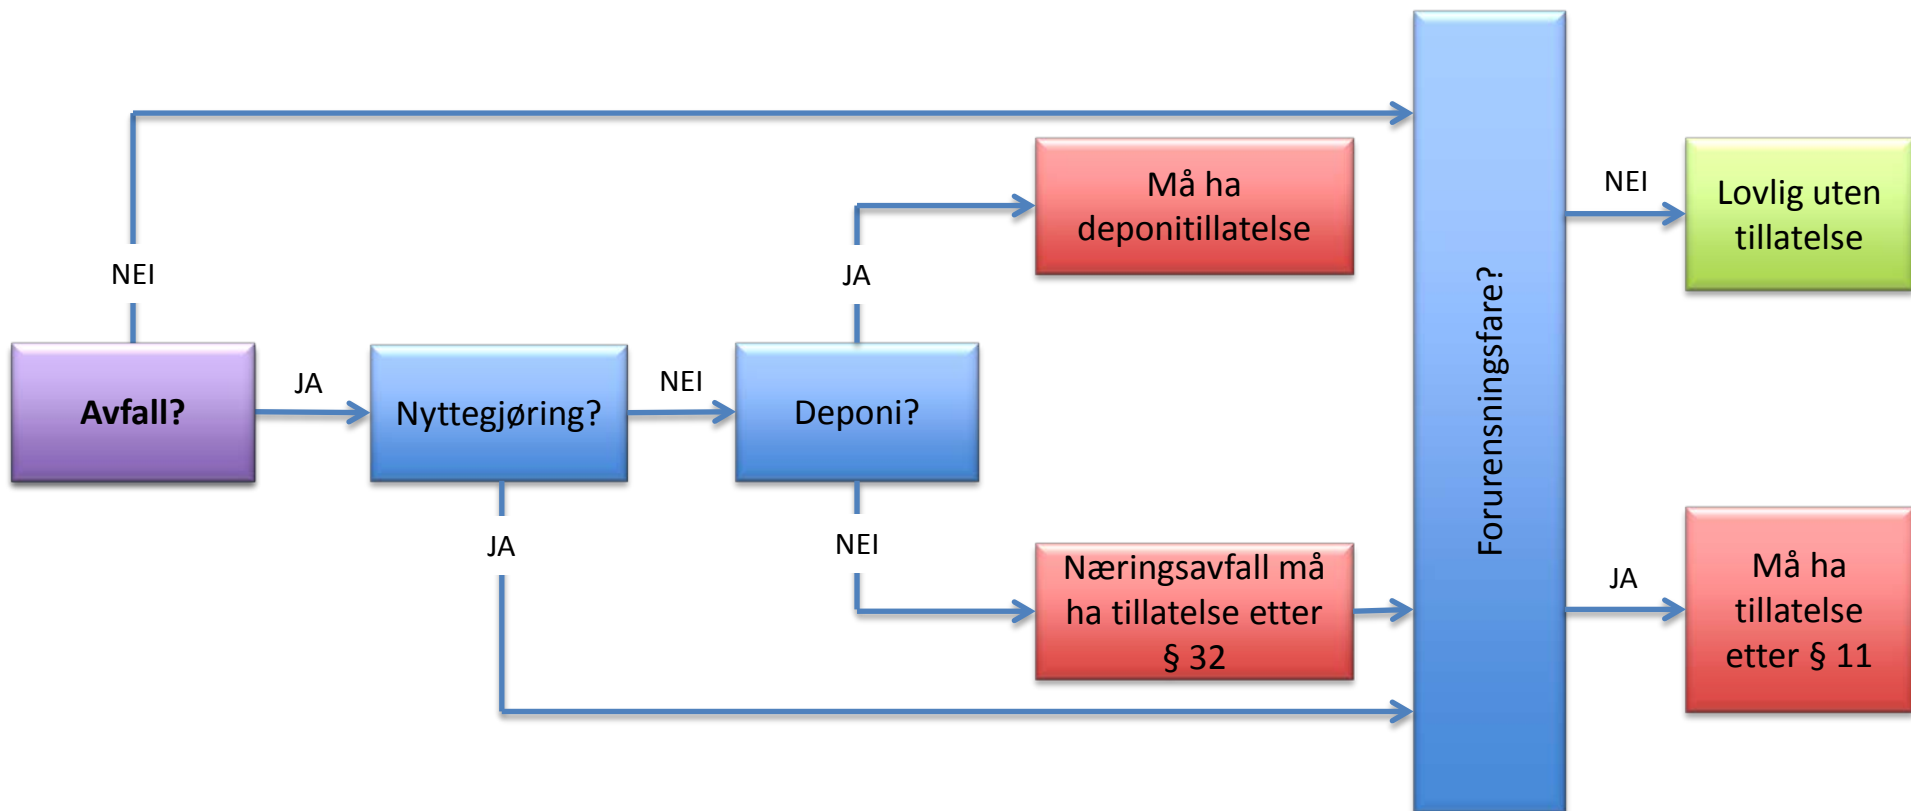 NEI
Avfall?
JA
Nyttegjøring?
JA
NEI
Deponi?
JA
Må ha
deponitillatelse
NEI
Næringsavfall må
ha tillatelse etter
§ 32
Forurensningsfare?
NEI
Lovlig uten
tillatelse
JA
Må ha
tillatelse
etter § 11